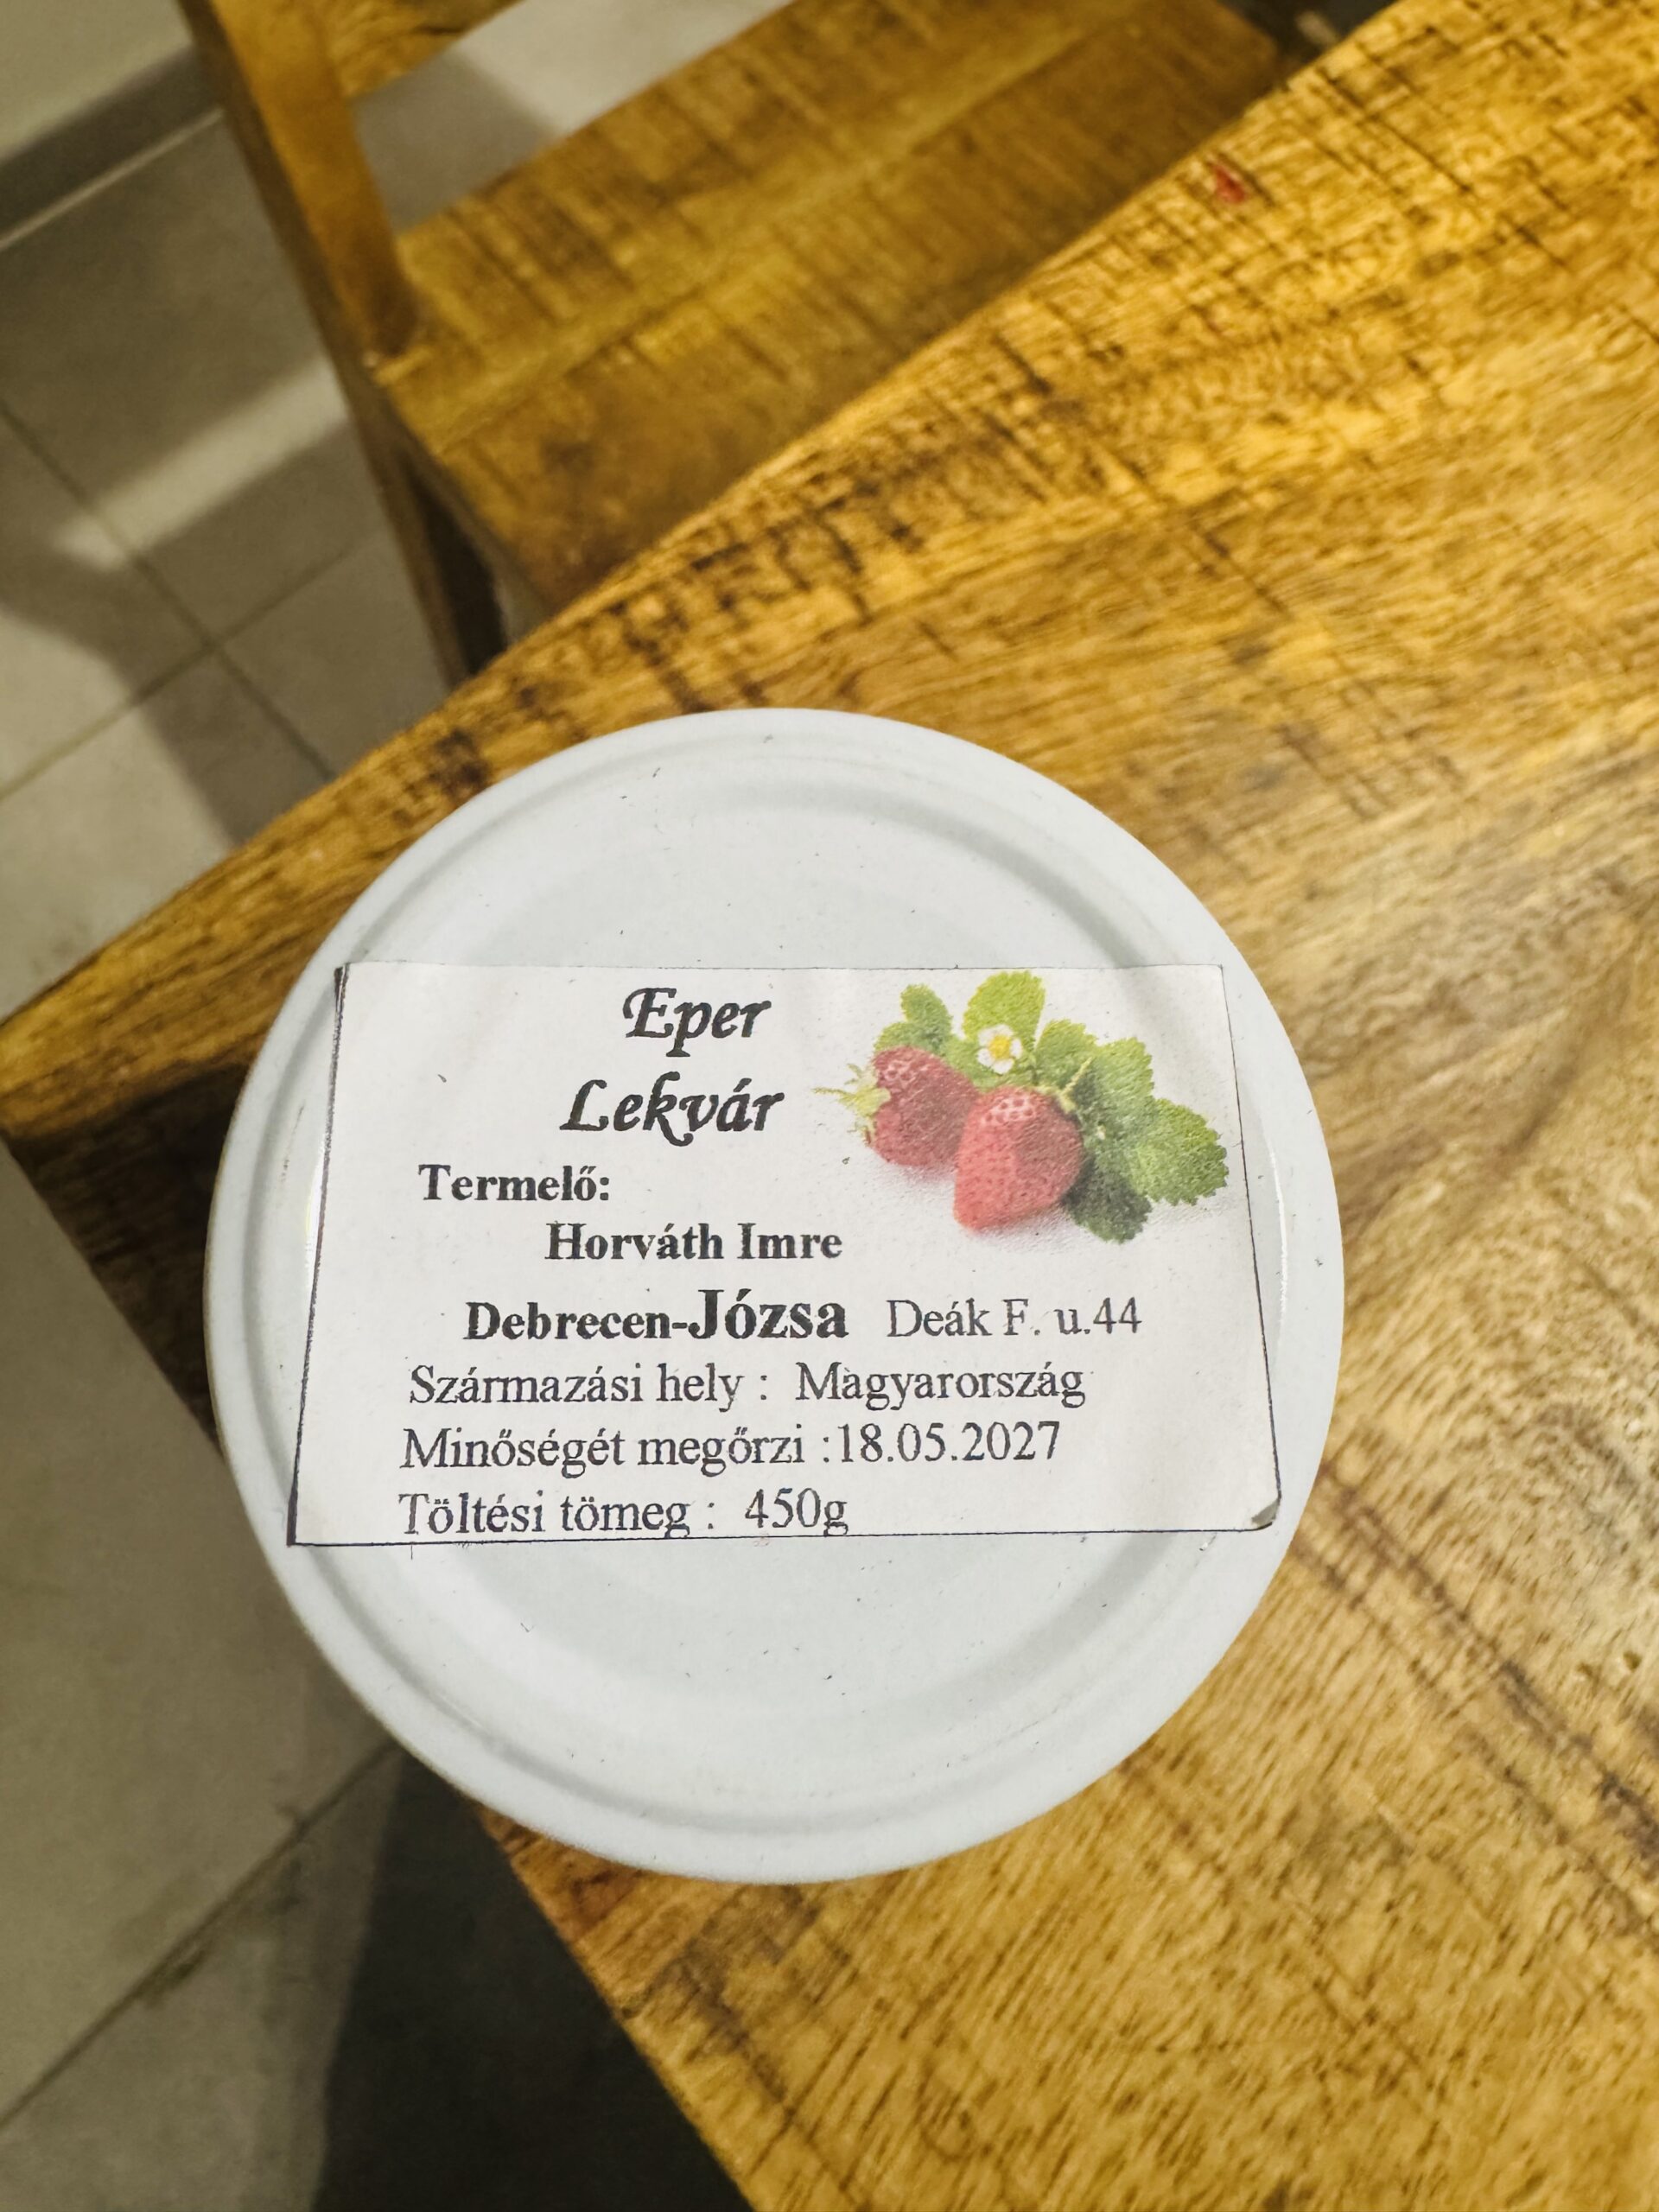 Eper
Lekvár
Termelő:
Horváth Imre
Debrecen-Józsa Deák F. u.44
Származási hely : Magyarország
Minőségét megőrzi :18.05.2027
Töltési tömeg : 450g